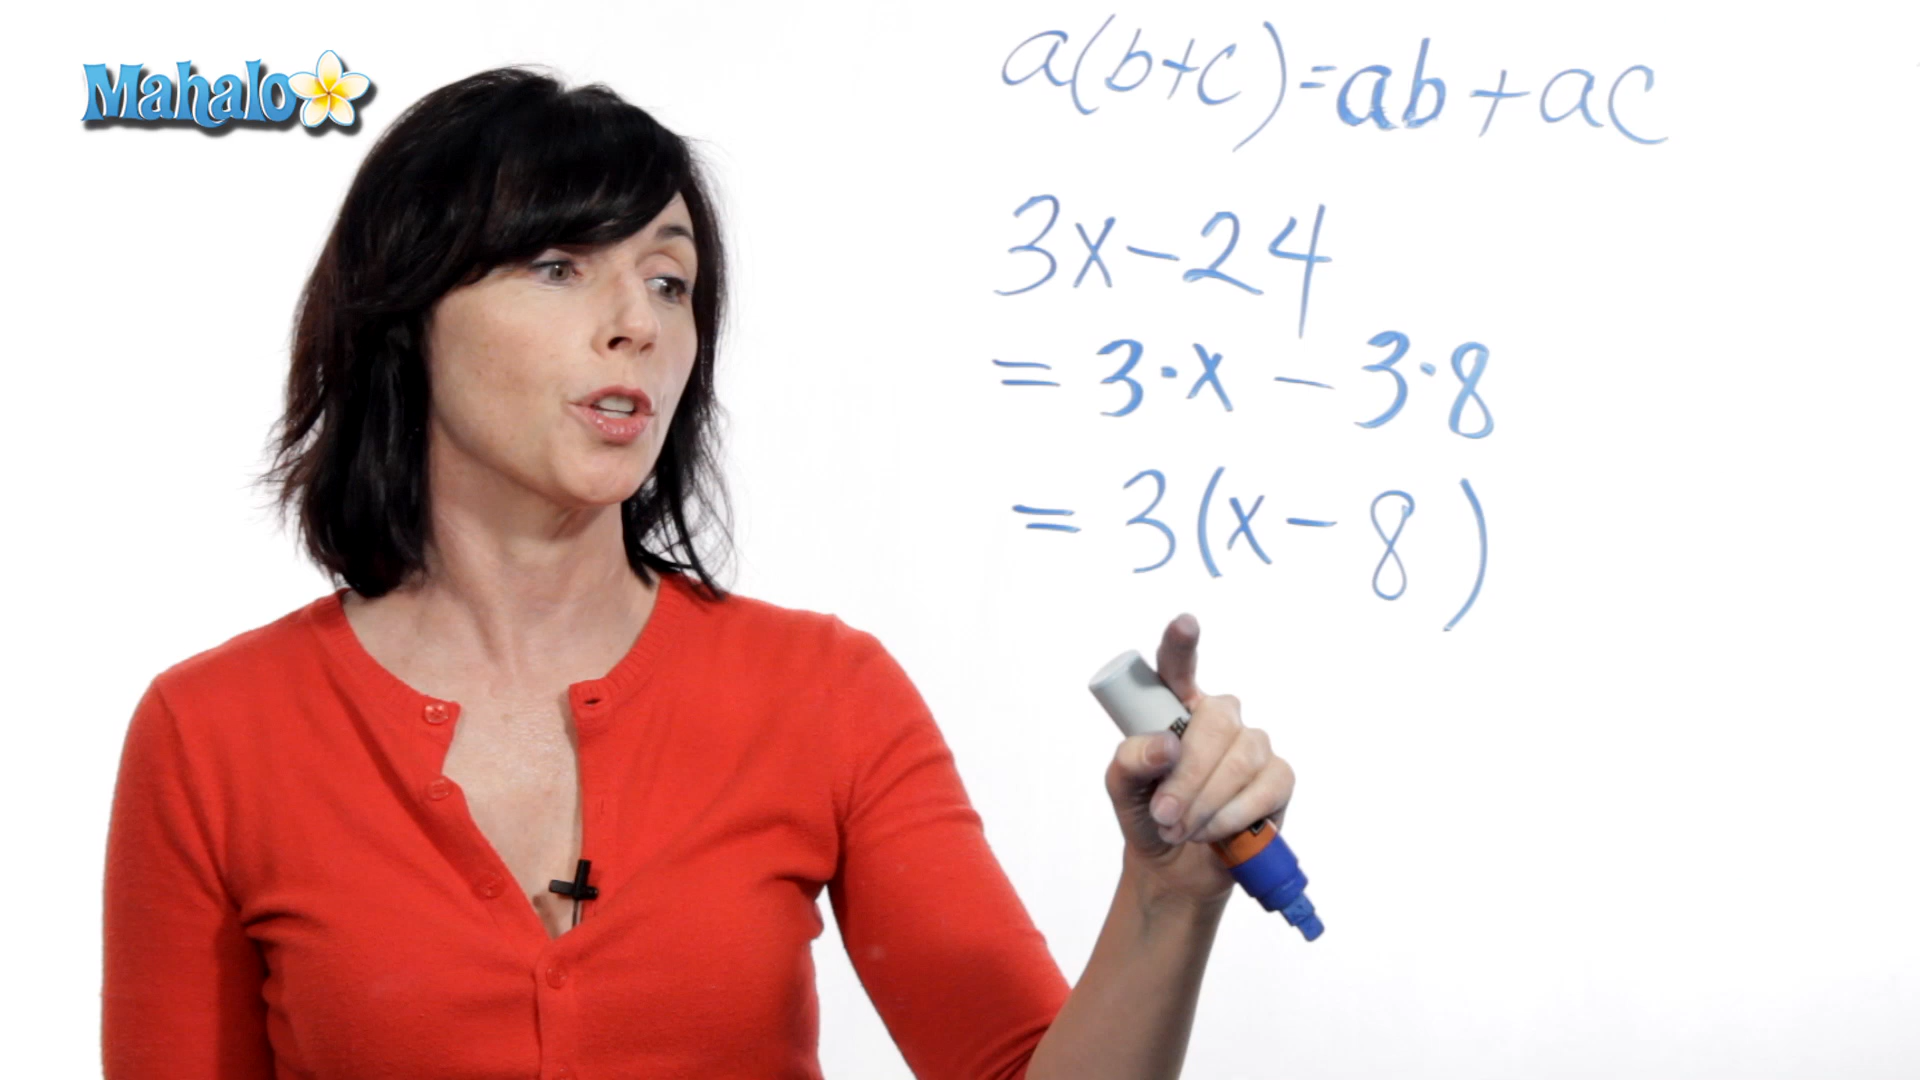 Mahalo
a(b+c)=ab+ac
3x-24
= 3·x - 3·8
= 3(x-8)